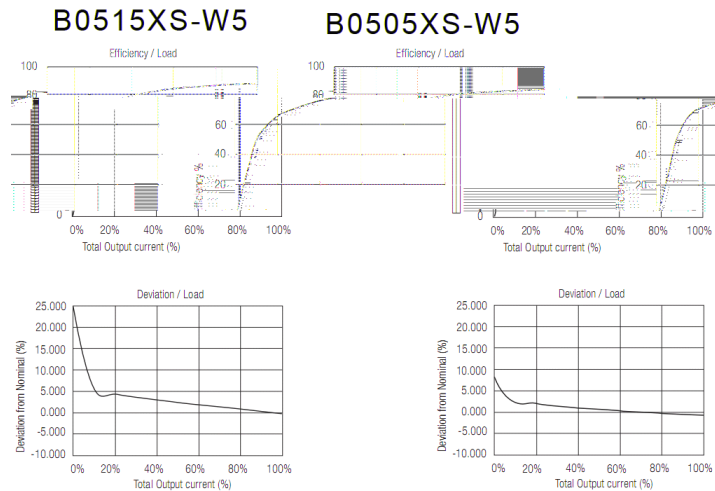 B0515XS-W5 B0505XS-W5
Efficiency / Load Efficiency / Load
100 100
80 80
60 60
40 40
20 20
0 0
0% 20% 40% 60% 80% 100% 0% 20% 40% 60% 80% 100%
Total Output current (%) Total Output current (%)
Deviation / Load Deviation / Load
25.000 25.000
20.000 20.000
15.000 15.000
10.000 10.000
5.000 5.000
0.000 0.000
-5.000 -5.000
-10.000 -10.000
Deviation from Nominal (%) Deviation from Nominal (%)
0% 20% 40% 60% 80% 100% 0% 20% 40% 60% 80% 100%
Total Output current (%) Total Output current (%)